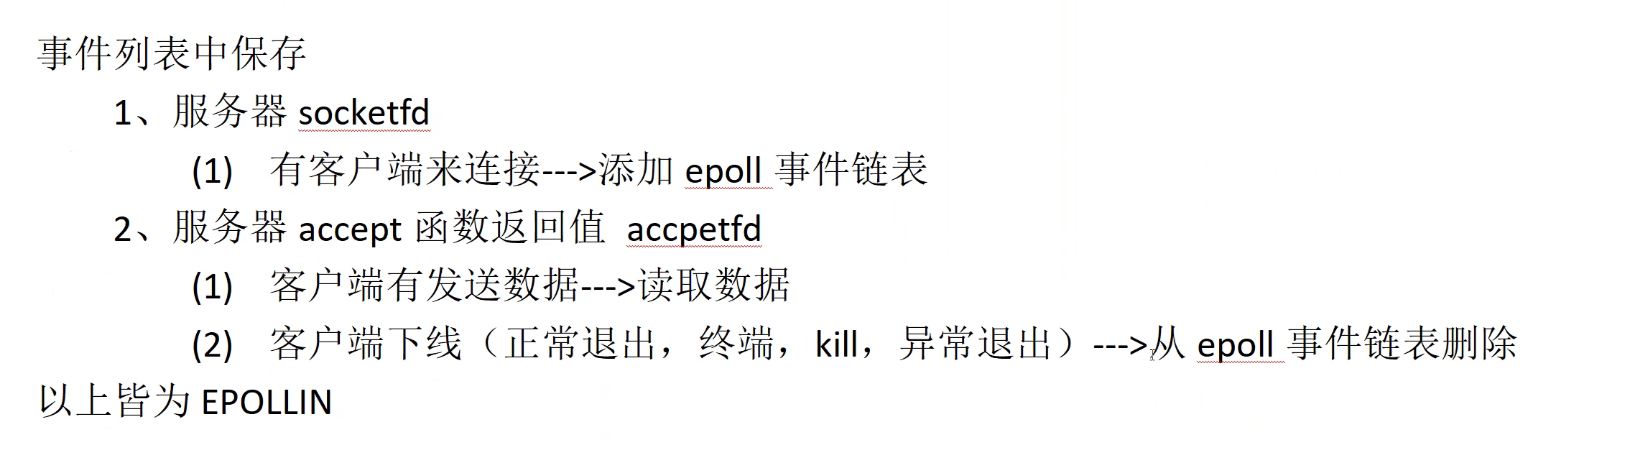 事件列表中保存
1、服务器 socketfd
(1) 有客户端来连接--->添加 epoll 事件链表
2、服务器 accept 函数返回值 accpetfd
(1) 客户端有发送数据--->读取数据
(2) 客户端下线（正常退出，终端，kill，异常退出）--->从 epoll 事件链表删除
以上皆为 EPOLLIN